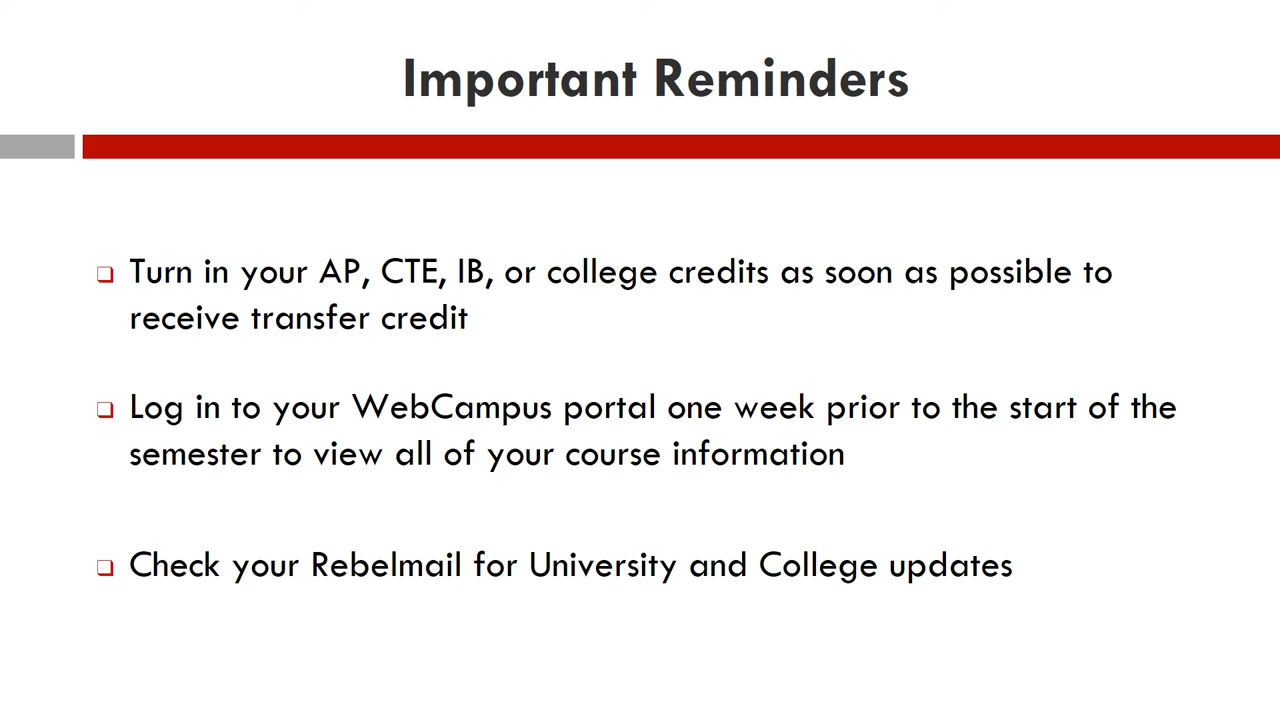 Important Reminders
Turn in your AP, CTE, IB, or college credits as soon as possible to
receive transfer credit
Log in to your WebCampus portal one week prior to the start of the
semester to view all of your course information
Check your Rebelmail for University and College updates